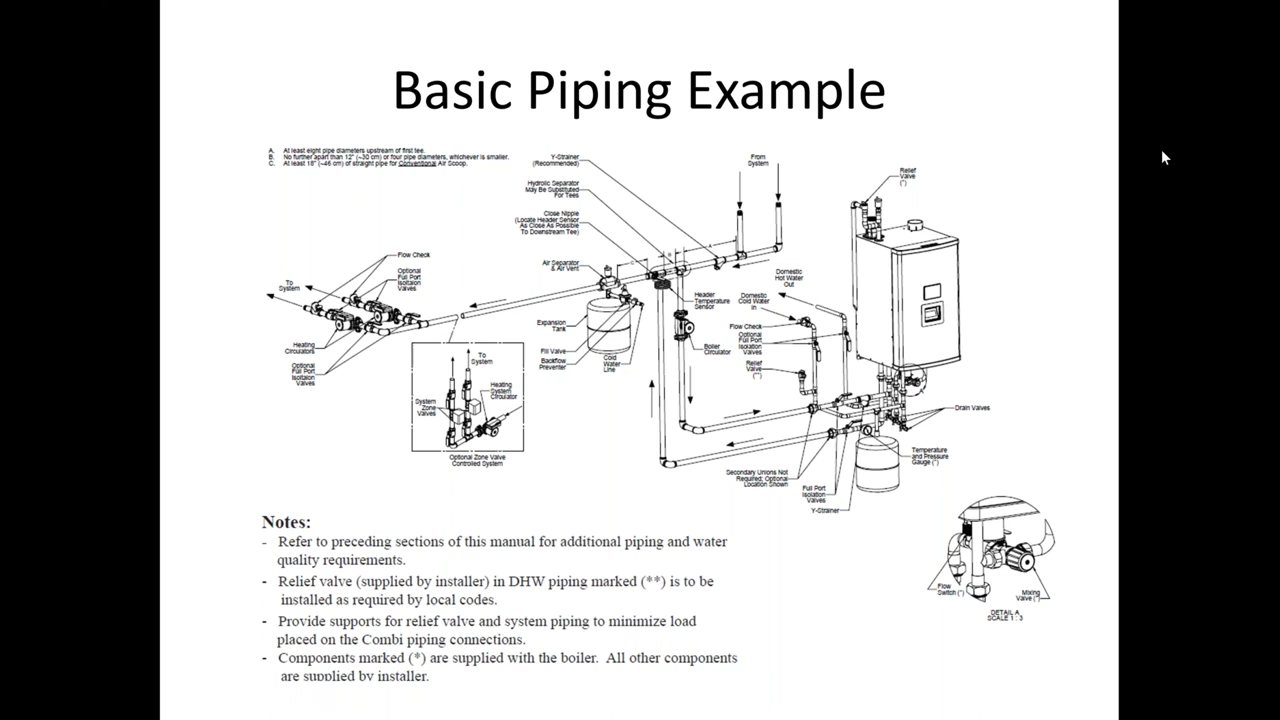 Basic Piping Example
A. At least eight pipe diameters upstream of first tee.
B. No further apart than 12" (~30 cm) or four pipe diameters, whichever is smaller.
C. At least 18" (~46 cm) of straight pipe for Conventional Air Scoop.
Y-Strainer
(Recommended)
From
System
Relief
Valve
(*)
Hydrolic Separator
May Be Substituted
For Tees
Close Nipple
(Locate Header Sensor
As Close As Possible
To Downstream Tee)
A
B
C
Flow Check
Air Separator
& Air Vent
To
System
Optional
Full Port
Isoltaion
Valves
Domestic
Hot Water
Out
Header
Temperature
Sensor
Domestic
Cold Water
In
Expansion
Tank
Flow Check
Optional
Full Port
Isolation
Valves
Boiler
Circulator
Heating
Circulators
Fill Valve
Backflow
Preventer
Cold
Water
Line
To
System
Relief
Valve
(**)
Optional
Full Port
Isoltaion
Valves
Heating
System
Circulator
System
Zone
Valves
Drain Valves
Optional Zone Valve
Controlled System
Temperature
and Pressure
Gauge (*)
Secondary Unions Not
Required; Optional
Location Shown
Full Port
Isolation
Valves
Y-Strainer
Flow
Switch (*)
Mixing
Valve (*)
DETAIL A
SCALE 1 : 3
Notes:
- Refer to preceding sections of this manual for additional piping and water
quality requirements.
- Relief valve (supplied by installer) in DHW piping marked (**) is to be
installed as required by local codes.
- Provide supports for relief valve and system piping to minimize load
placed on the Combi piping connections.
- Components marked (*) are supplied with the boiler. All other components
are supplied by installer.